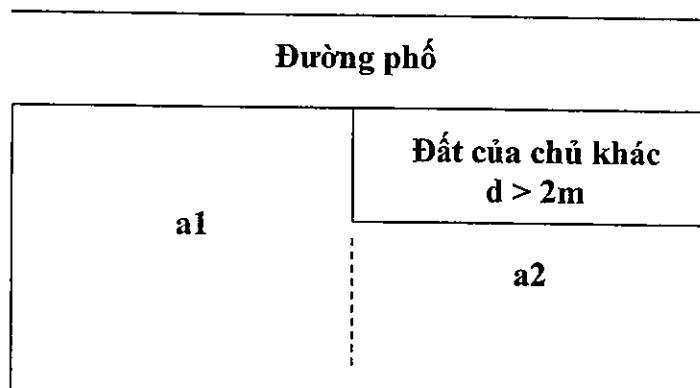 Đường phố
Đất của chủ khác
d > 2m
a1
a2